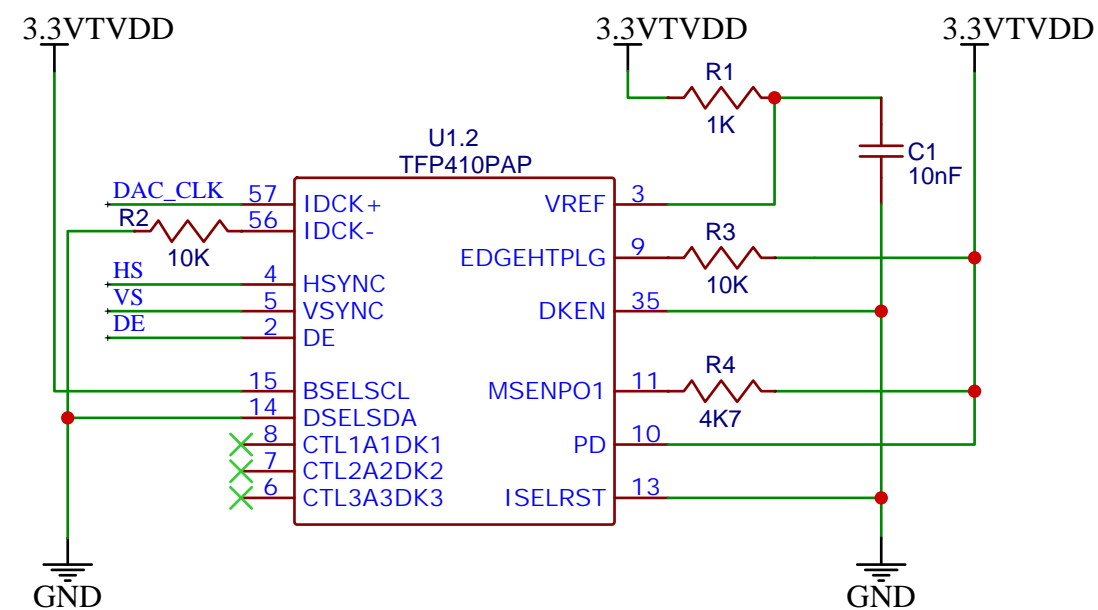 3.3VTVDD
3.3VTVDD
3.3VTVDD
R1
1K
C1
10nF
U1.2
TFP410PAP
DAC_CLK
57
IDCK+
R2
10K
56
IDCK-
HS
4
HSYNC
VS
5
VSYNC
DE
2
DE
15
BSELSCL
14
DSELSDA
8
CTL1A1DK1
7
CTL2A2DK2
6
CTL3A3DK3
VREF
3
EDGEHTPLG
9
R3
10K
DKEN
35
MSENPO1
11
R4
4K7
PD
10
ISELRST
13
GND
GND